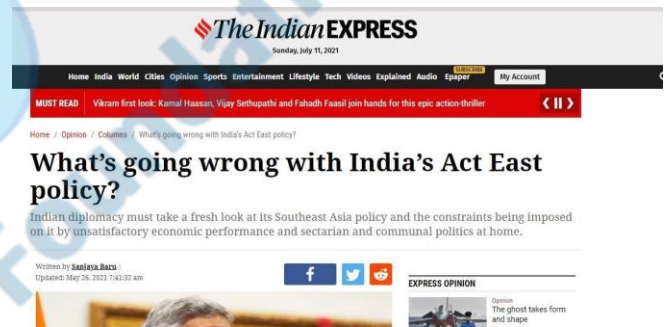 The Indian EXPRESS
Sunday, July 11, 2021
Home India World Cities Opinion Sports Entertainment Lifestyle Tech Videos Explained Audio Epaper SUBSCRIBE My Account
MUST READ Vikram first look: Kamal Haasan, Vijay Sethupathi and Fahadh Faasil join hands for this epic action-thriller
Home / Opinion / Columns / What's going wrong with India's Act East policy?
What's going wrong with India's Act East
policy?
Indian diplomacy must take a fresh look at its Southeast Asia policy and the constraints being imposed
on it by unsatisfactory economic performance and sectarian and communal politics at home.
Written by Sanjaya Baru |
Updated: May 26, 2021 7:41:32 am
EXPRESS OPINION
Opinion
The ghost takes form
and shape